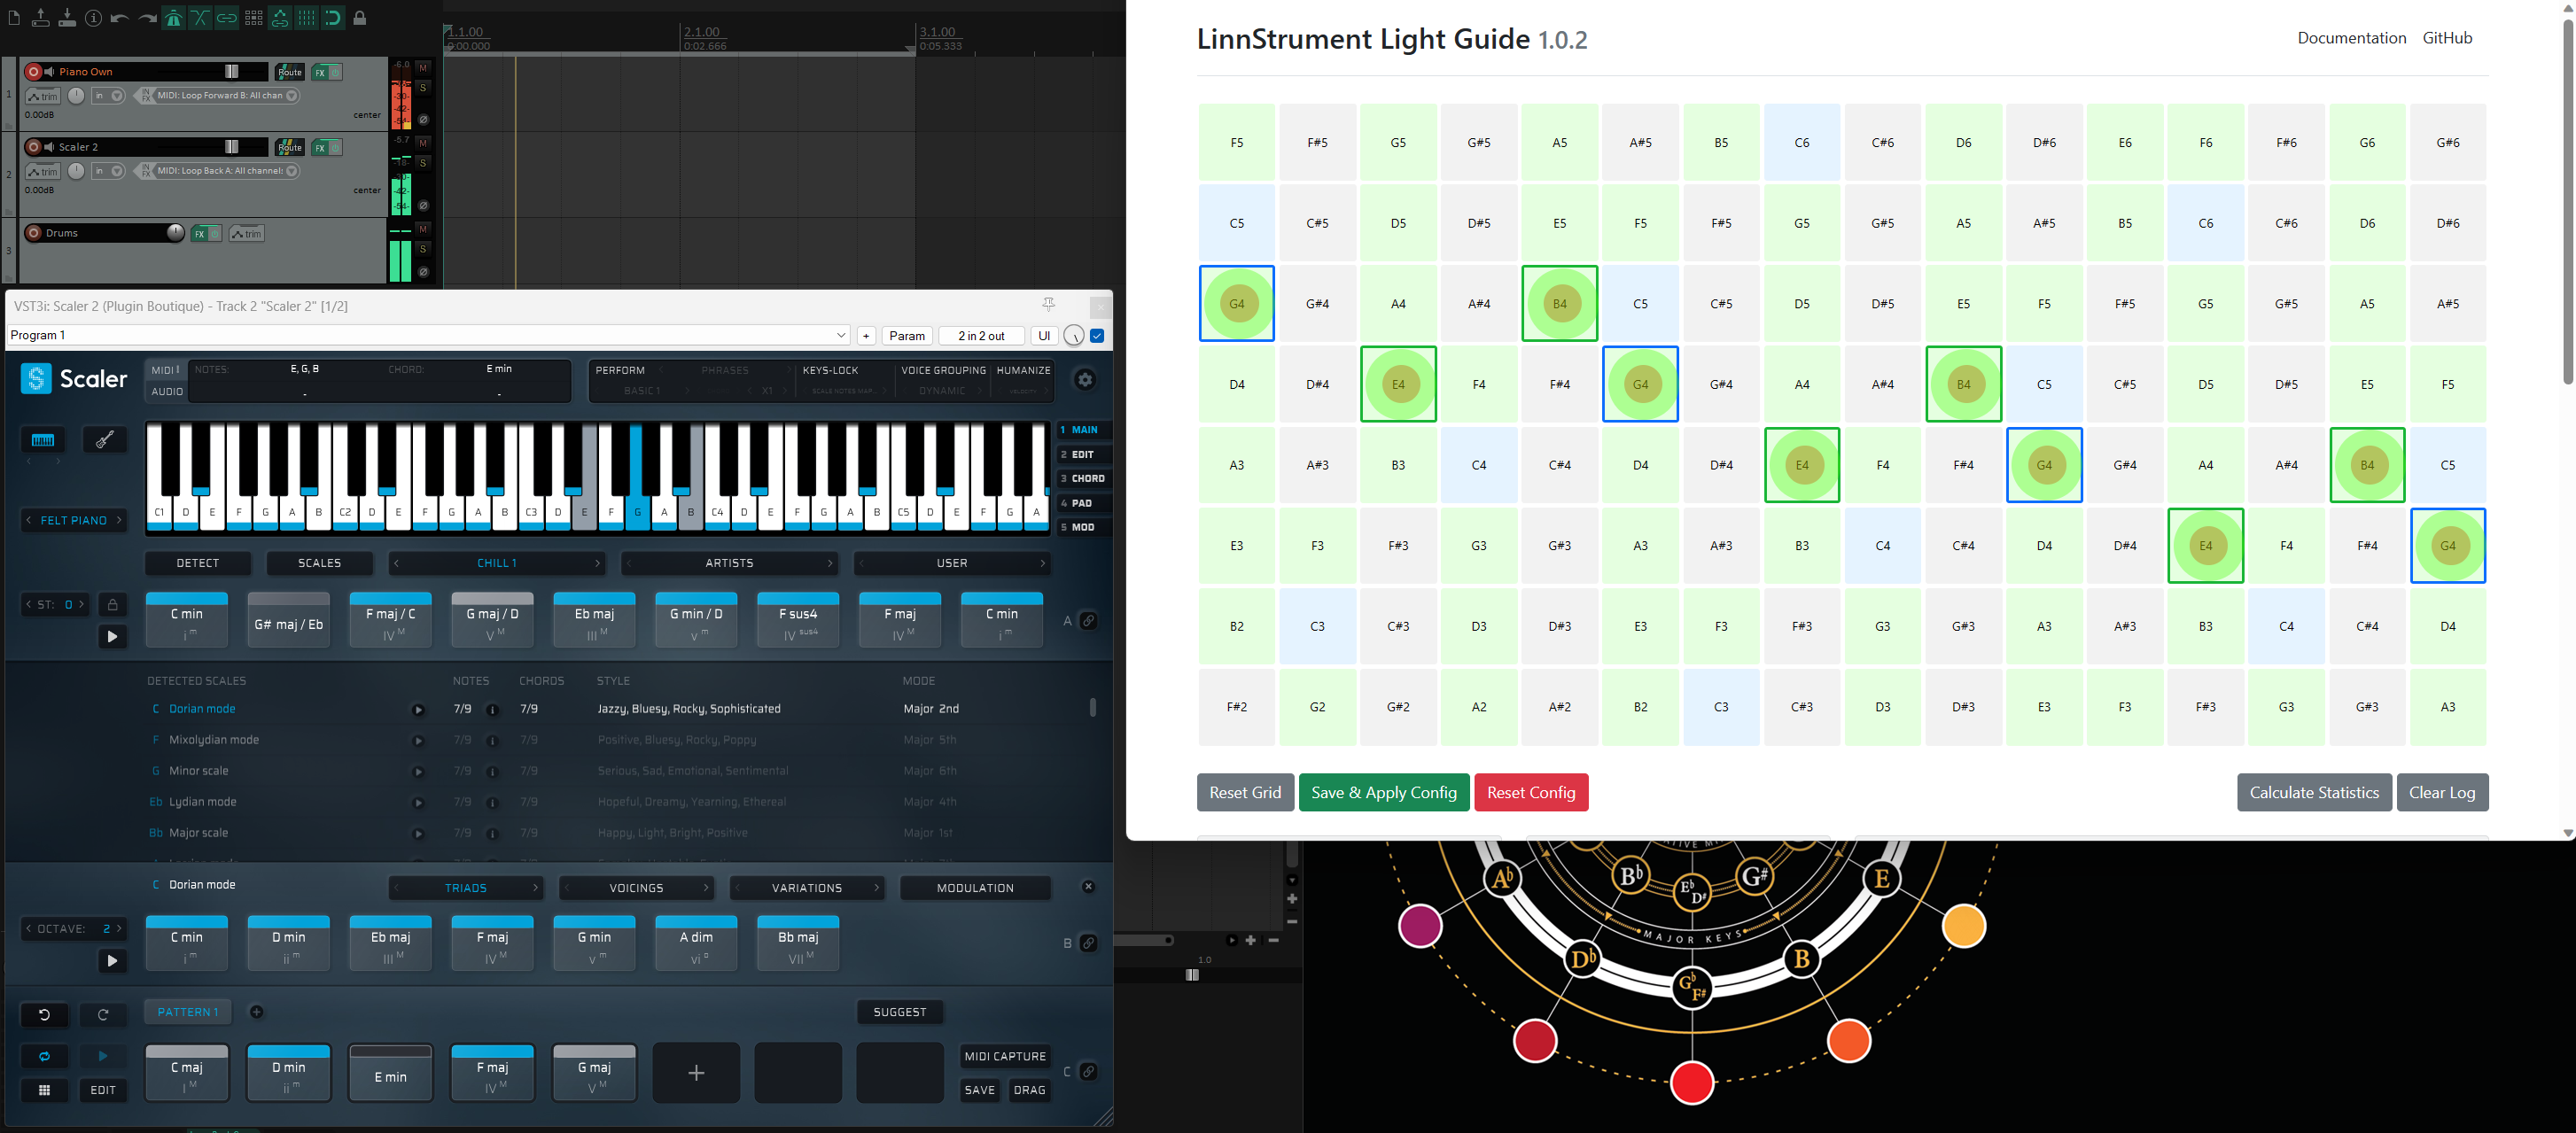 1.1.00
0:00.000
2.1.00
0:02.666
3.1.00
0:05.333
1
Piano Own
Route
FX
M
S
trim
in
IN FX
MIDI: Loop Forward B: All chan
0.00dB
center
2
Scaler 2
Route
FX
M
S
trim
in
IN FX
MIDI: Loop Back A: All channel:
0.00dB
center
3
Drums
FX
trim
M
S
VST3i: Scaler 2 (Plugin Boutique) - Track 2 "Scaler 2" [1/2]
Program 1
+
Param
2 in 2 out
UI
Scaler
MIDI
AUDIO
NOTES:
E, G, B
CHORD:
E min
-
-
PERFORM
PHRASES
KEYS-LOCK
VOICE GROUPING
HUMANIZE
BASIC 1
X1
SCALE NOTES MAP...
DYNAMIC
VELOCITY
1 MAIN
2 EDIT
3 CHORD
4 PAD
5 MOD
FELT PIANO
C1 D E F G A B C2 D E F G A B C3 D E F G A B C4 D E F G A B C5 D E F G A
DETECT
SCALES
CHILL 1
ARTISTS
USER
ST: 0
C min
i m
G# maj / Eb
F maj / C
IV M
G maj / D
V M
Eb maj
III M
G min / D
v m
F sus4
IV sus4
F maj
IV M
C min
i m
A
DETECTED SCALES
NOTES
CHORDS
STYLE
MODE
C Dorian mode 7/9 7/9 Jazzy, Bluesy, Rocky, Sophisticated Major 2nd
F Mixolydian mode 7/9 7/9 Positive, Bluesy, Rocky, Poppy Major 5th
G Minor scale 7/9 7/9 Serious, Sad, Emotional, Sentimental Major 6th
Eb Lydian mode 7/9 7/9 Hopeful, Dreamy, Yearning, Ethereal Major 4th
Bb Major scale 7/9 7/9 Happy, Light, Bright, Positive Major 1st
C Dorian mode
TRIADS
VOICINGS
VARIATIONS
MODULATION
OCTAVE: 2
C min
i m
D min
ii m
Eb maj
III M
F maj
IV M
G min
v m
A dim
vi o
Bb maj
VII M
B
PATTERN 1
SUGGEST
EDIT
C maj
I M
D min
ii m
E min
F maj
IV M
G maj
V M
+
MIDI CAPTURE
SAVE
DRAG
C
LinnStrument Light Guide 1.0.2
Documentation
GitHub
F5 F#5 G5 G#5 A5 A#5 B5 C6 C#6 D6 D#6 E6 F6 F#6 G6 G#6
C5 C#5 D5 D#5 E5 F5 F#5 G5 G#5 A5 A#5 B5 C6 C#6 D6 D#6
G4 G#4 A4 A#4 B4 C5 C#5 D5 D#5 E5 F5 F#5 G5 G#5 A5 A#5
D4 D#4 E4 F4 F#4 G4 G#4 A4 A#4 B4 C5 C#5 D5 D#5 E5 F5
A3 A#3 B3 C4 C#4 D4 D#4 E4 F4 F#4 G4 G#4 A4 A#4 B4 C5
E3 F3 F#3 G3 G#3 A3 A#3 B3 C4 C#4 D4 D#4 E4 F4 F#4 G4
B2 C3 C#3 D3 D#3 E3 F3 F#3 G3 G#3 A3 A#3 B3 C4 C#4 D4
F#2 G2 G#2 A2 A#2 B2 C3 C#3 D3 D#3 E3 F3 F#3 G3 G#3 A3
Reset Grid
Save & Apply Config
Reset Config
Calculate Statistics
Clear Log
1.0
Ab
Bb
Eb
D#
G#
E
MAJOR KEYS
Db
Gb
F#
B